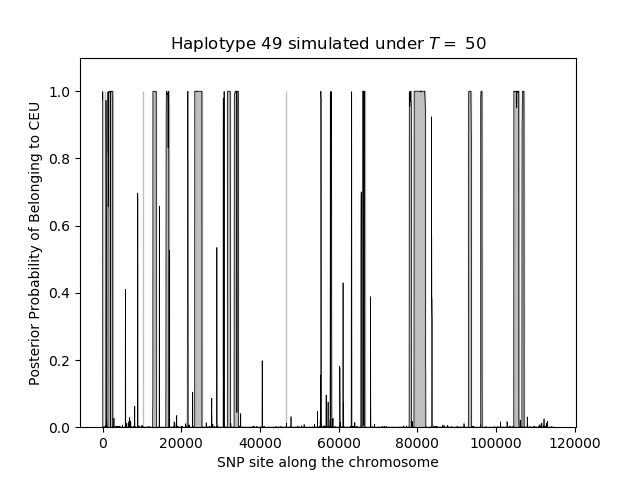 Haplotype 49 simulated under T = 50
Posterior Probability of Belonging to CEU
1.0
0.8
0.6
0.4
0.2
0.0
0 20000 40000 60000 80000 100000 120000
SNP site along the chromosome